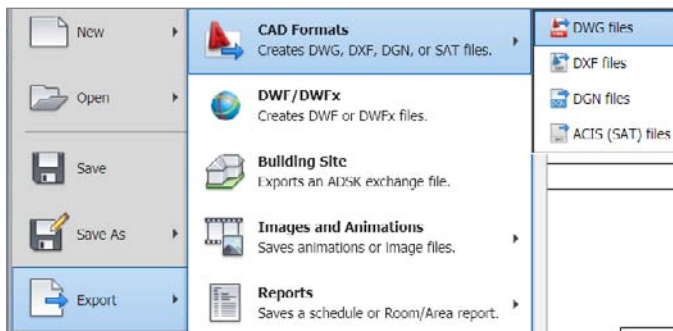 New
Open
Save
Save As
Export
CAD Formats
Creates DWG, DXF, DGN, or SAT files.
DWF/DWFx
Creates DWF or DWFx files.
Building Site
Exports an ADSK exchange file.
Images and Animations
Saves animations or image files.
Reports
Saves a schedule or Room/Area report.
DWG files
DXF files
DGN files
ACIS (SAT) files